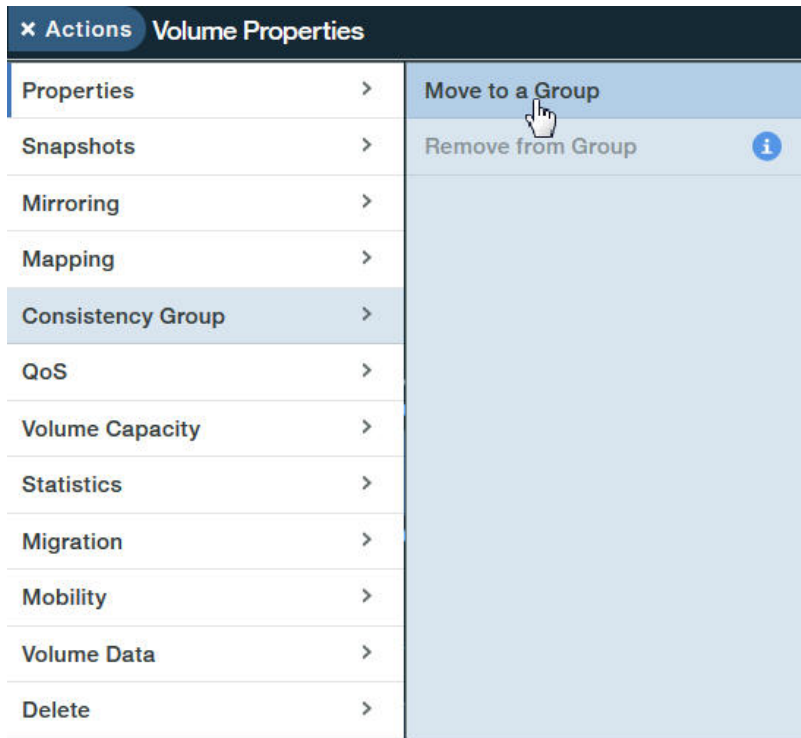 × Actions Volume Properties
Properties >
Snapshots >
Mirroring >
Mapping >
Consistency Group >
QoS >
Volume Capacity >
Statistics >
Migration >
Mobility >
Volume Data >
Delete >
Move to a Group
Remove from Group i